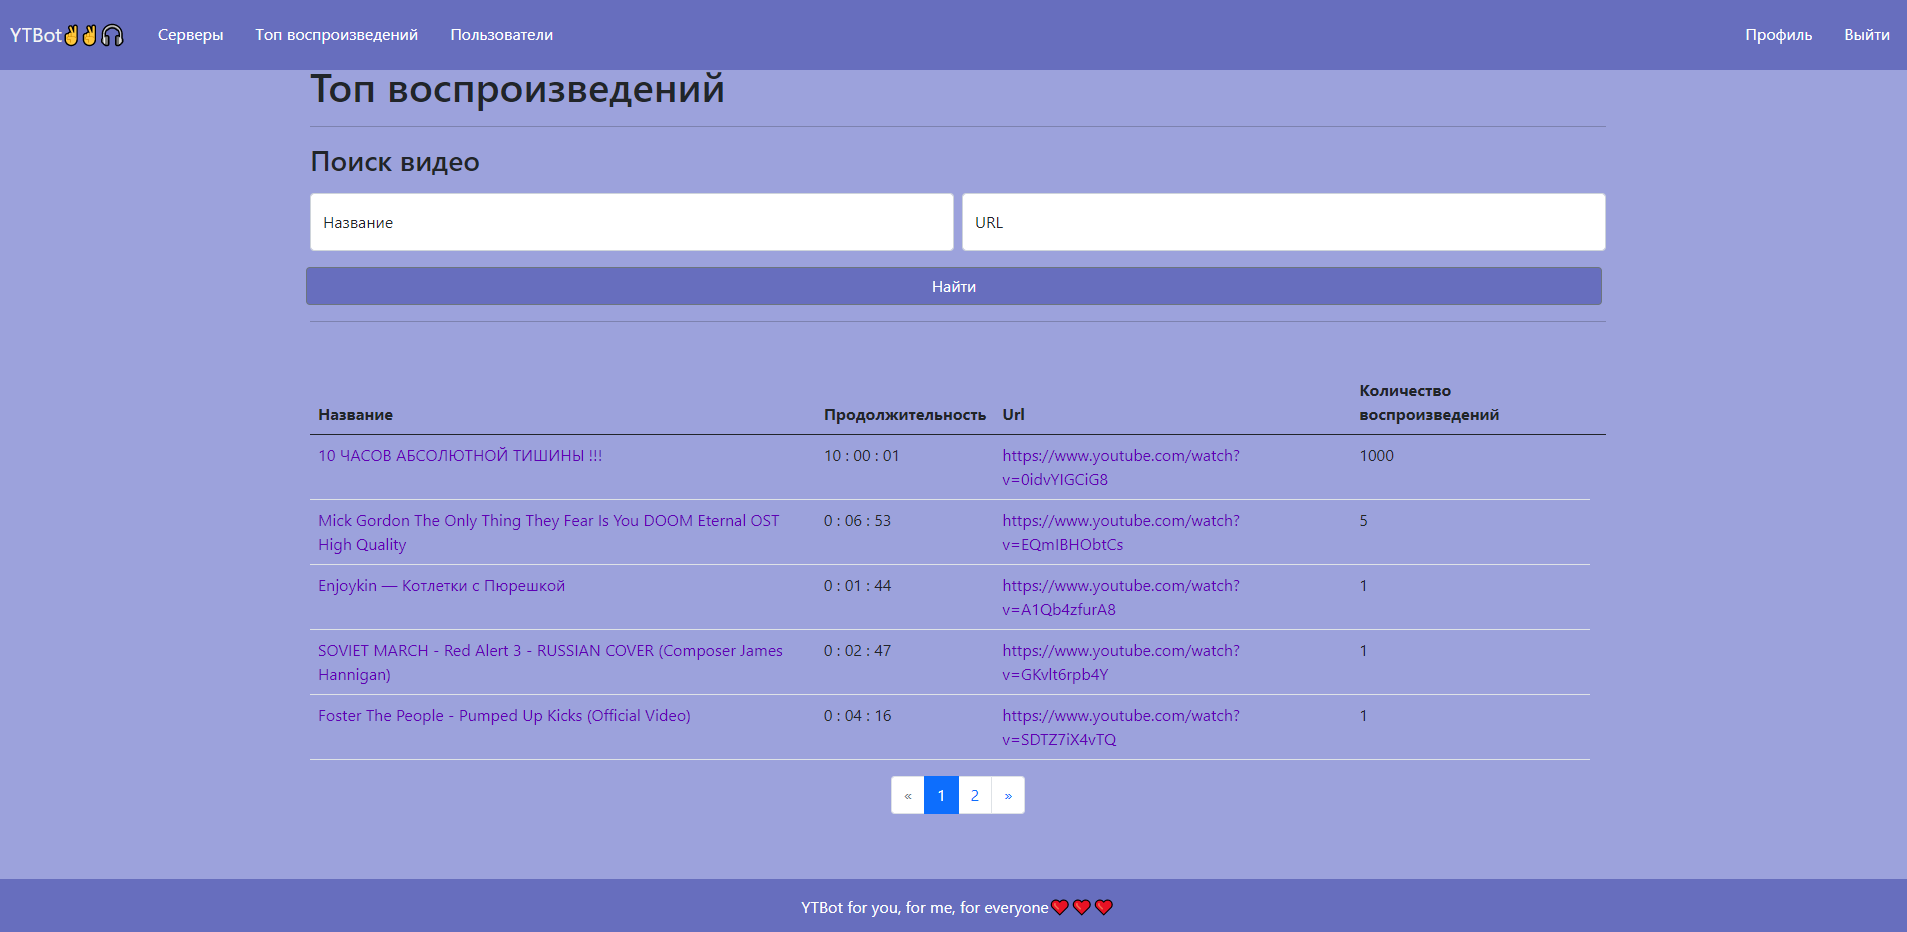 YTBot✌✌🎧 Серверы Топ воспроизведений Пользователи Профиль Выйти
Топ воспроизведений
Поиск видео
Название URL
Найти
Название Продолжительность Url Количество
воспроизведений
10 ЧАСОВ АБСОЛЮТНОЙ ТИШИНЫ !!! 10 : 00 : 01 https://www.youtube.com/watch? 1000
v=0idvYIGCiG8
Mick Gordon The Only Thing They Fear Is You DOOM Eternal OST 0 : 06 : 53 https://www.youtube.com/watch? 5
High Quality v=EQmIBHObtCs
Enjoykin — Котлетки с Пюрешкой 0 : 01 : 44 https://www.youtube.com/watch? 1
v=A1Qb4zfurA8
SOVIET MARCH - Red Alert 3 - RUSSIAN COVER (Composer James 0 : 02 : 47 https://www.youtube.com/watch? 1
Hannigan) v=GKvlt6rpb4Y
Foster The People - Pumped Up Kicks (Official Video) 0 : 04 : 16 https://www.youtube.com/watch? 1
v=SDTZ7iX4vTQ
« 1 2 »
YTBot for you, for me, for everyone❤❤❤